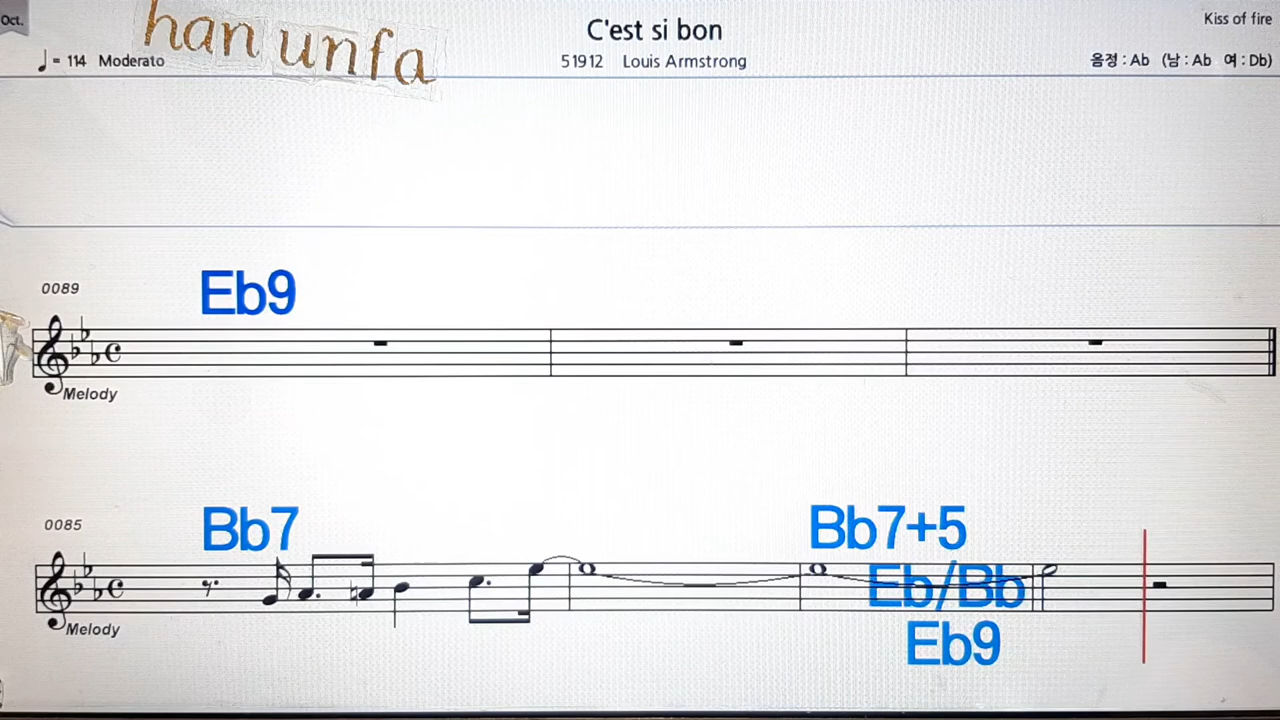 Oct.
han unfa
C'est si bon
Kiss of fire
♩= 114 Moderato
51912 Louis Armstrong
음정 : Ab (남 : Ab 여 : Db)
0089
Eb9
Melody
0085
Bb7
Bb7+5
Eb/Bb
Melody
Eb9